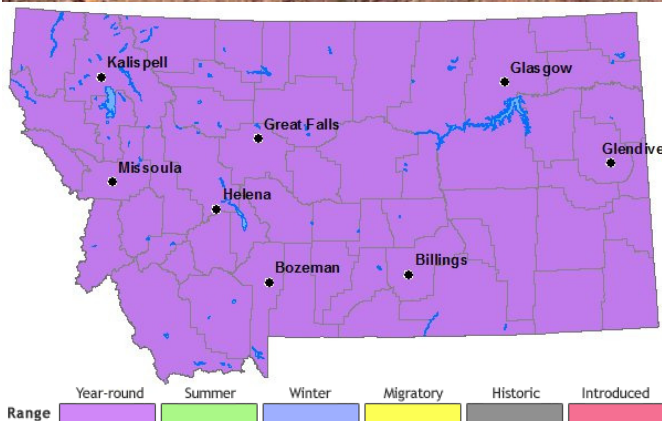 Kalispell
Glasgow
Great Falls
Glendive
Missoula
Helena
Bozeman
Billings
Year-round Summer Winter Migratory Historic Introduced
Range